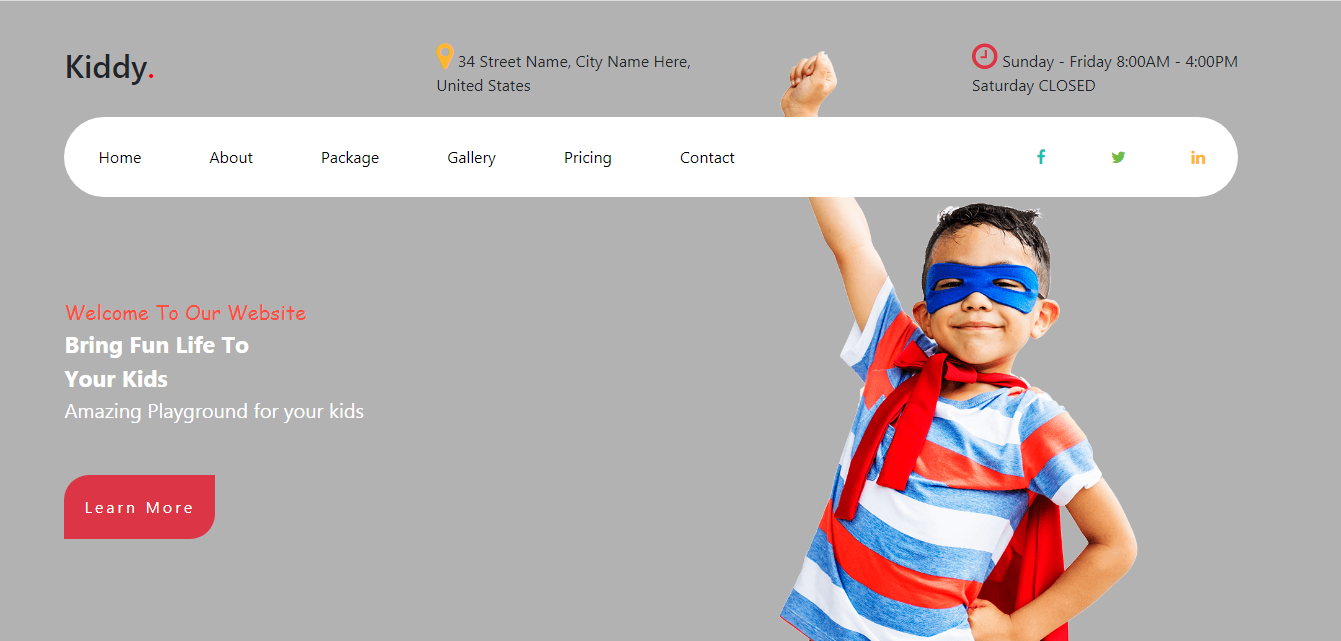 Kiddy.
34 Street Name, City Name Here,
United States
Sunday - Friday 8:00AM - 4:00PM
Saturday CLOSED
Home About Package Gallery Pricing Contact
Welcome To Our Website
Bring Fun Life To
Your Kids
Amazing Playground for your kids
Learn More